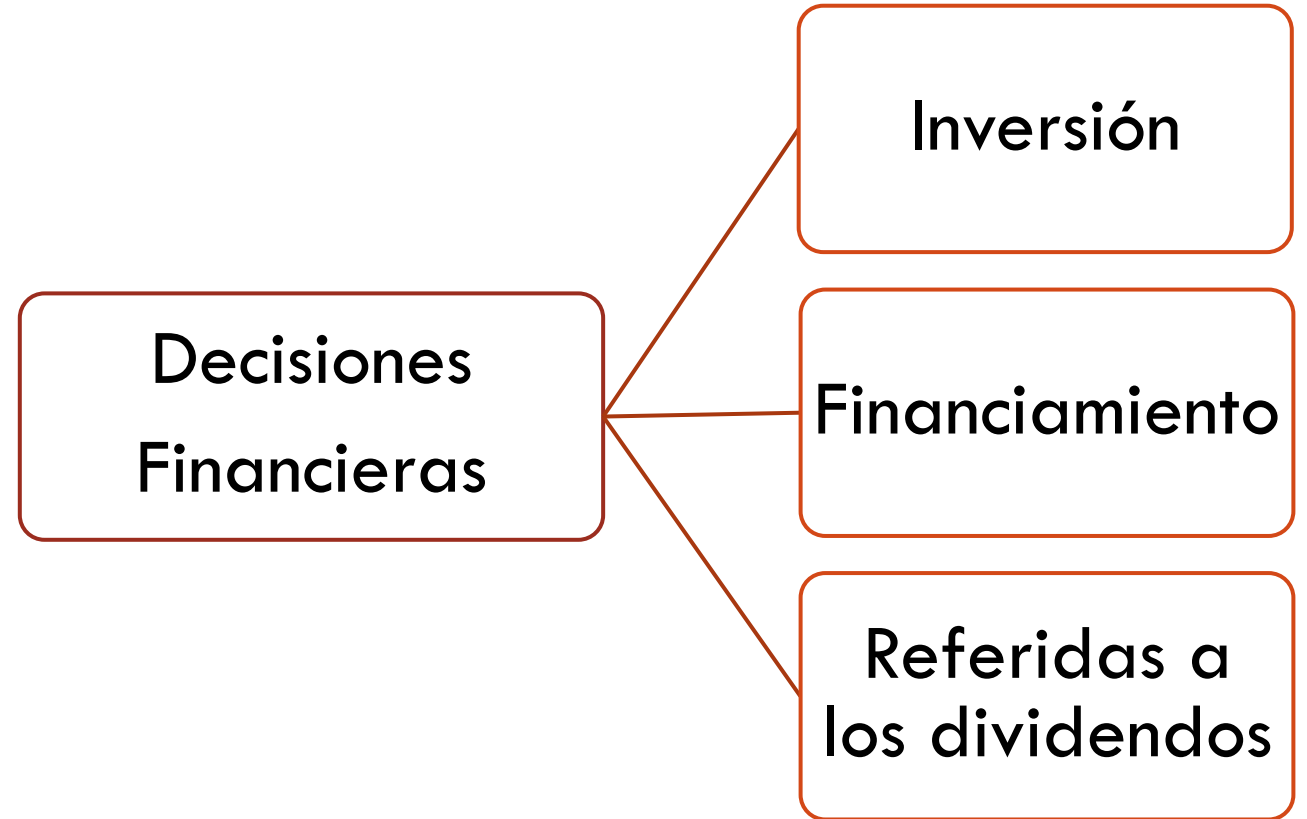 Inversión
Decisiones
Financieras
Financiamiento
Referidas a
los dividendos